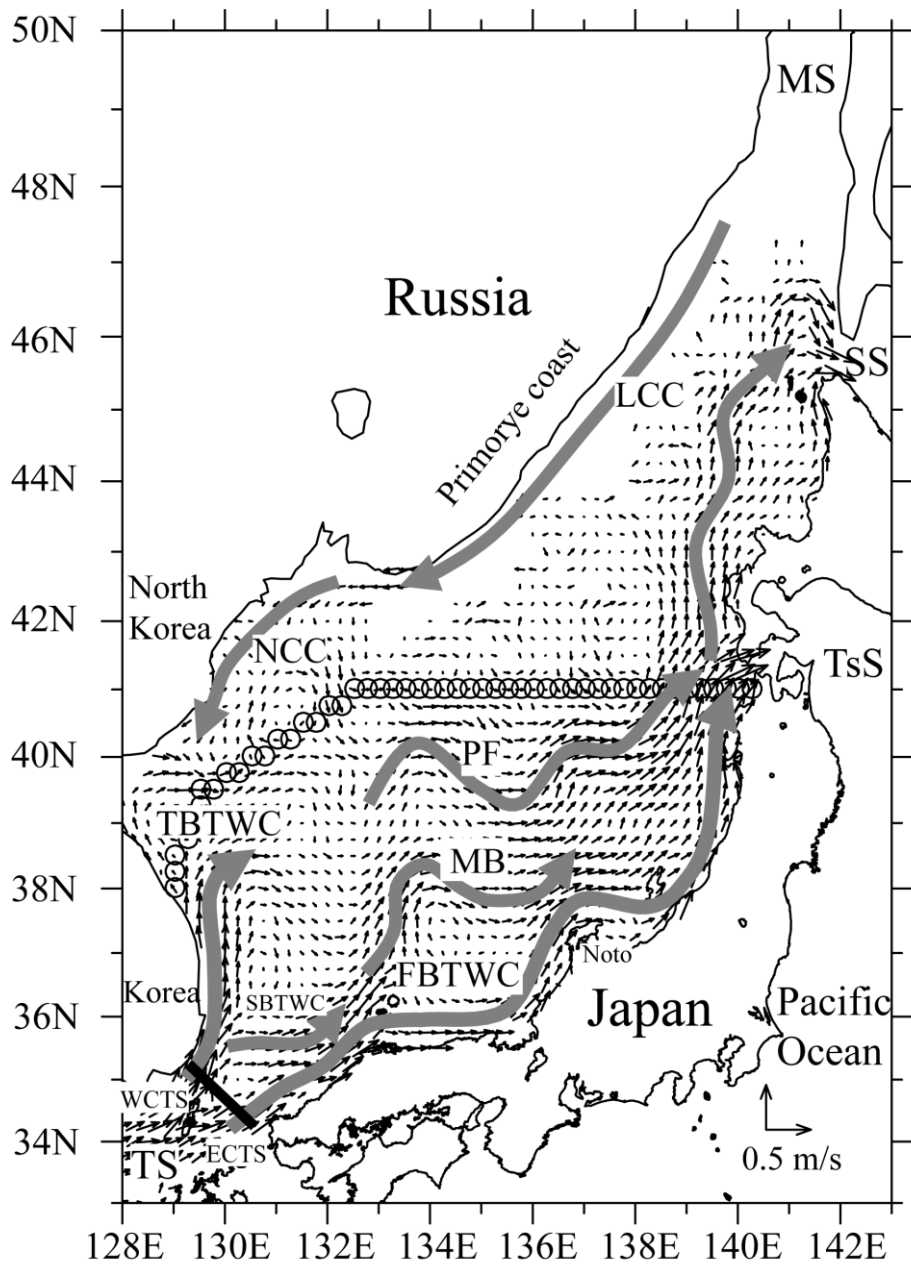 50N
MS
48N
Russia
46N
SS
LCC
Primorye coast
44N
North
Korea
42N
NCC
TsS
40N
PF
TBTWC
MB
38N
FBTWC
Noto
Korea
SBTWC
36N
Japan
Pacific
Ocean
WCTS
34N
ECTS
TS
0.5 m/s
128E 130E 132E 134E 136E 138E 140E 142E